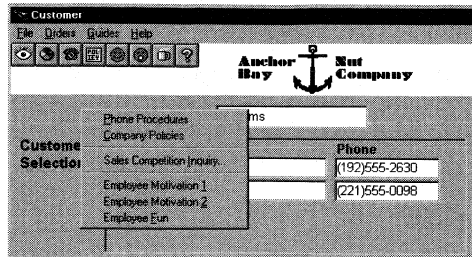 Customer
File Orders Guides Help
Anchor Nut
Bay Company
Phone Procedures
Company Policies
Sales Competition Inquiry...
Employee Motivation 1
Employee Motivation 2
Employee Fun
ms
Custome
Selection
Phone
(192)555-2630
(221)555-0098